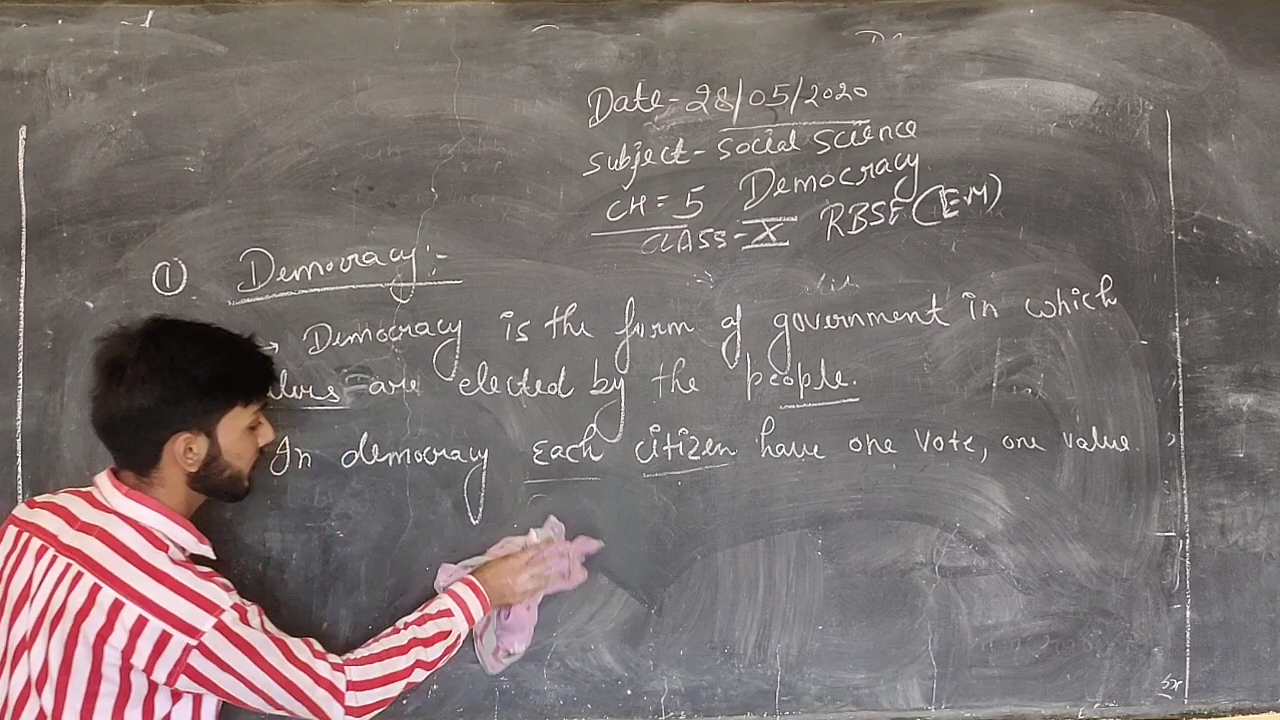 Date - 28/05/2020
Subject - Social Science
CH = 5 Democracy
CLASS - X RBSE (EM)
① Democracy :-
→ Democracy is the form of government in which
are elected by the people.
In democracy each citizen have one vote, one value.